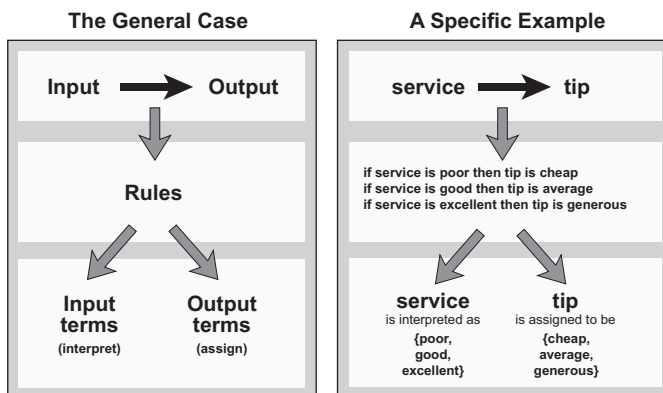 The General Case
Input Output
Rules
Input
terms
(interpret)
Output
terms
(assign)
A Specific Example
service tip
if service is poor then tip is cheap
if service is good then tip is average
if service is excellent then tip is generous
service
is interpreted as
{poor,
good,
excellent}
tip
is assigned to be
{cheap,
average,
generous}